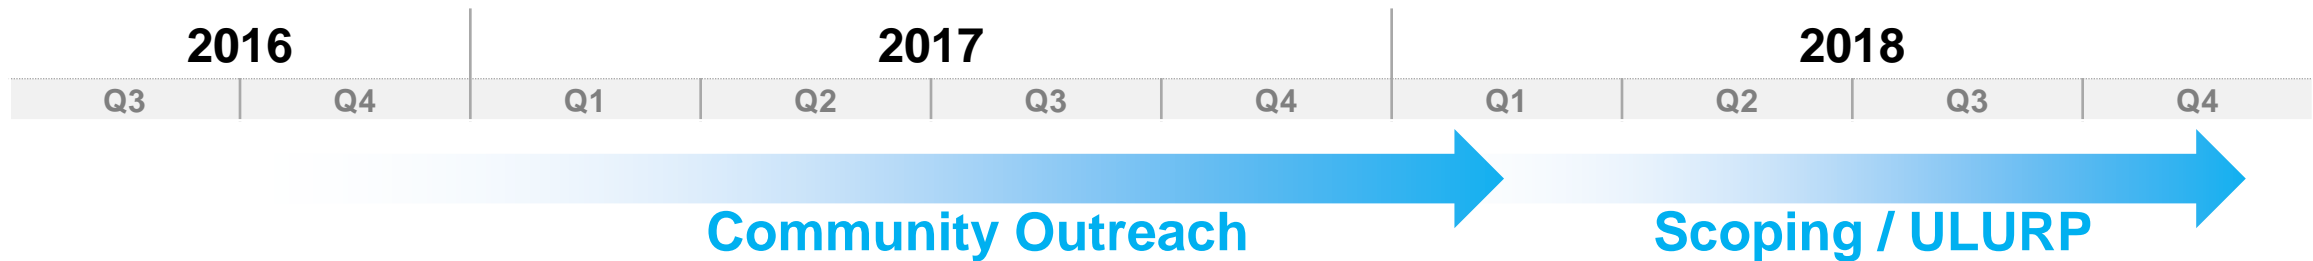 2016 2017 2018
Q3 Q4 Q1 Q2 Q3 Q4 Q1 Q2 Q3 Q4
Community Outreach Scoping / ULURP